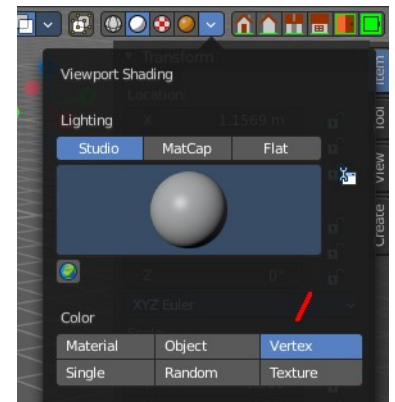 Transform
Viewport Shading
Item
Location:
Lighting
X 1.1569 m
Tool
Studio MatCap Flat
View
Create
Z 0°
XYZ Euler
Color
Scale:
Material Object Vertex
Single Random Texture